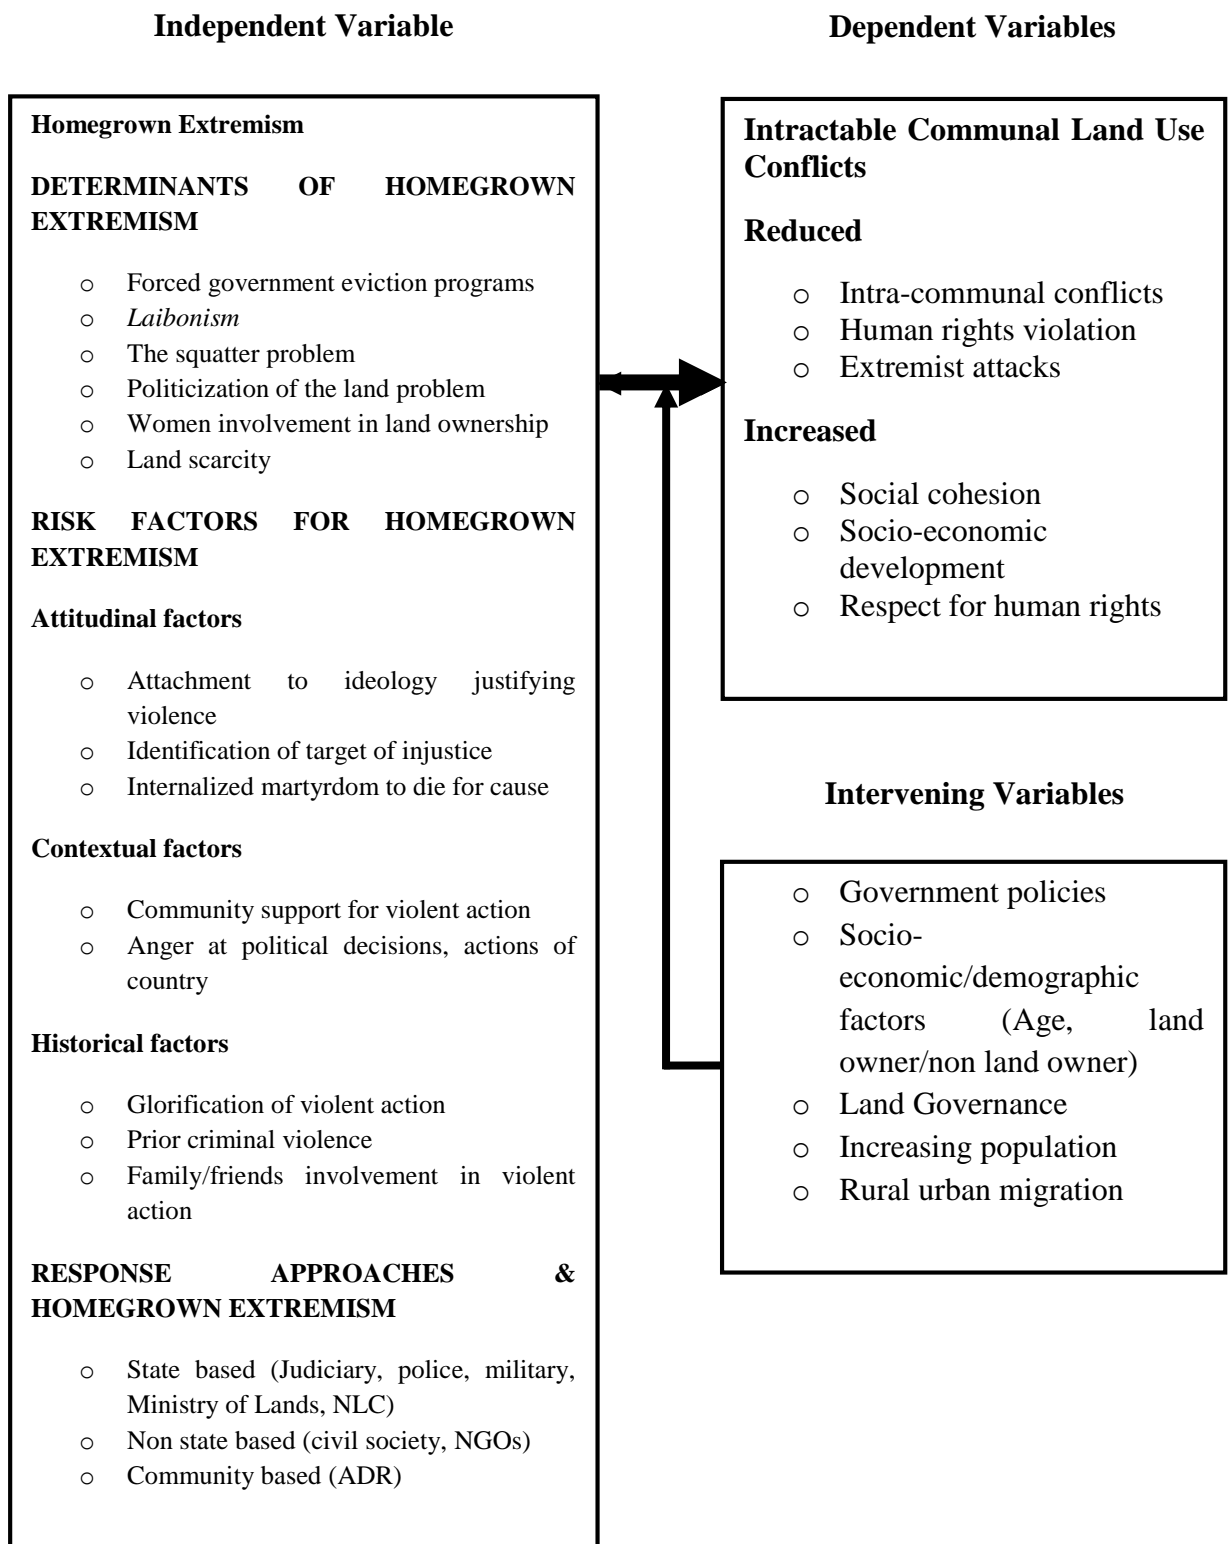 Independent Variable
Homegrown Extremism
DETERMINANTS OF HOMEGROWN
EXTREMISM
o Forced government eviction programs
o Laibonism
o The squatter problem
o Politicization of the land problem
o Women involvement in land ownership
o Land scarcity
RISK FACTORS FOR HOMEGROWN
EXTREMISM
Attitudinal factors
o Attachment to ideology justifying
violence
o Identification of target of injustice
o Internalized martyrdom to die for cause
Contextual factors
o Community support for violent action
o Anger at political decisions, actions of
country
Historical factors
o Glorification of violent action
o Prior criminal violence
o Family/friends involvement in violent
action
RESPONSE APPROACHES &
HOMEGROWN EXTREMISM
o State based (Judiciary, police, military,
Ministry of Lands, NLC)
o Non state based (civil society, NGOs)
o Community based (ADR)
Dependent Variables
Intractable Communal Land Use
Conflicts
Reduced
o Intra-communal conflicts
o Human rights violation
o Extremist attacks
Increased
o Social cohesion
o Socio-economic
development
o Respect for human rights
Intervening Variables
o Government policies
o Socio-
economic/demographic
factors (Age, land
owner/non land owner)
o Land Governance
o Increasing population
o Rural urban migration